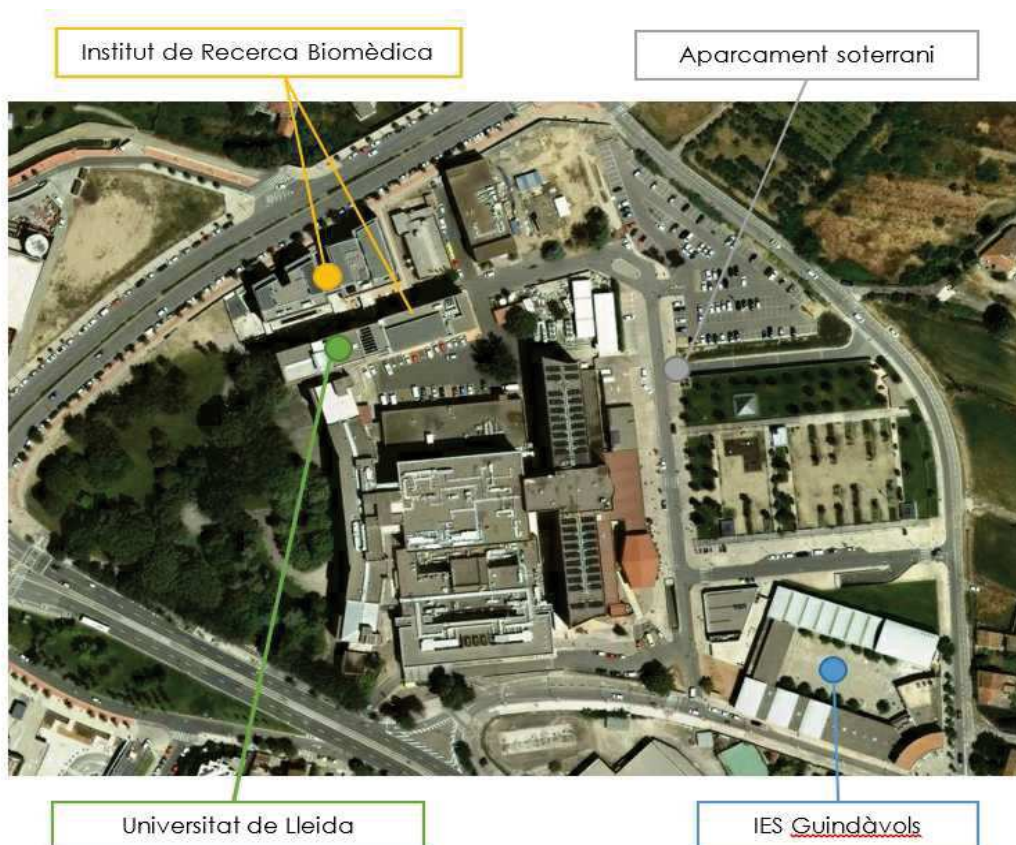 Institut de Recerca Biomèdica
Aparcament soterrani
Universitat de Lleida
IES Guindàvols